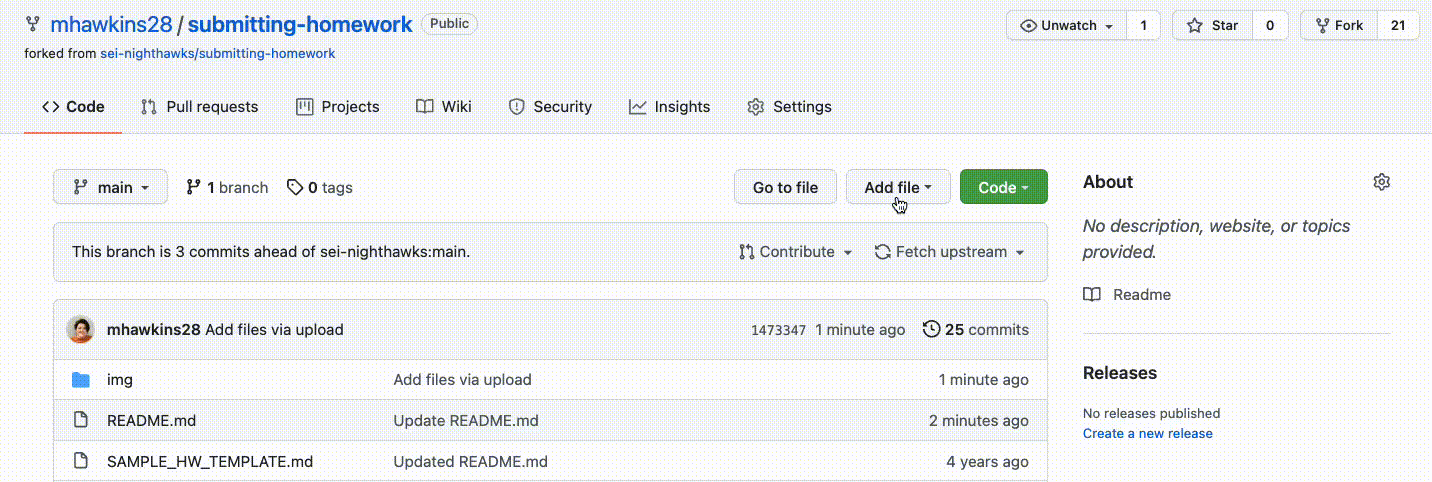 mhawkins28 / submitting-homework Public
Unwatch 1 Star 0 Fork 21
forked from sei-nighthawks/submitting-homework
Code Pull requests Projects Wiki Security Insights Settings
main 1 branch 0 tags Go to file Add file Code
About
No description, website, or topics
provided.
This branch is 3 commits ahead of sei-nighthawks:main. Contribute Fetch upstream
Readme
mhawkins28 Add files via upload 1473347 1 minute ago 25 commits
img Add files via upload 1 minute ago
README.md Update README.md 2 minutes ago
SAMPLE_HW_TEMPLATE.md Updated README.md 4 years ago
Releases
No releases published
Create a new release